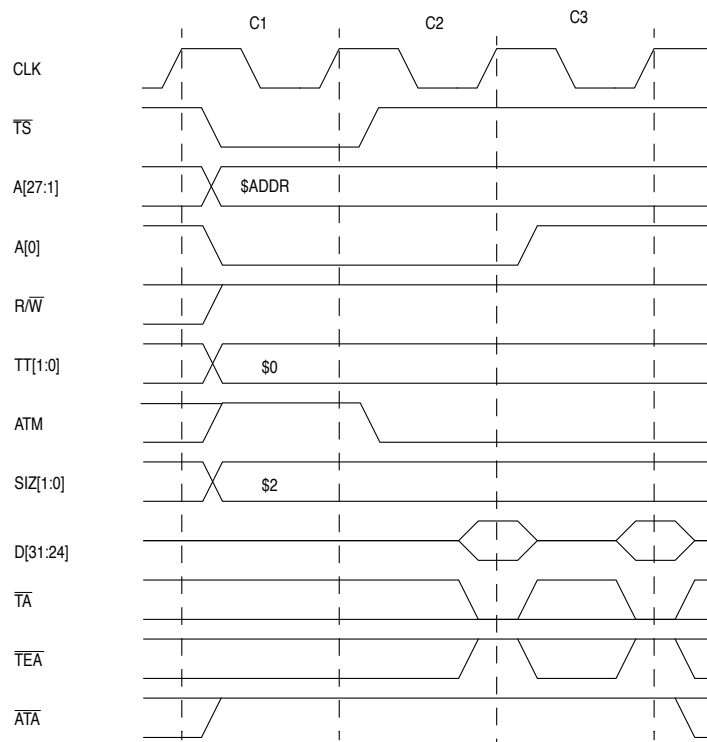 C1 C2 C3
CLK
TS
A[27:1] $ADDR
A[0]
R/W
TT[1:0] $0
ATM
SIZ[1:0] $2
D[31:24]
TA
TEA
ATA